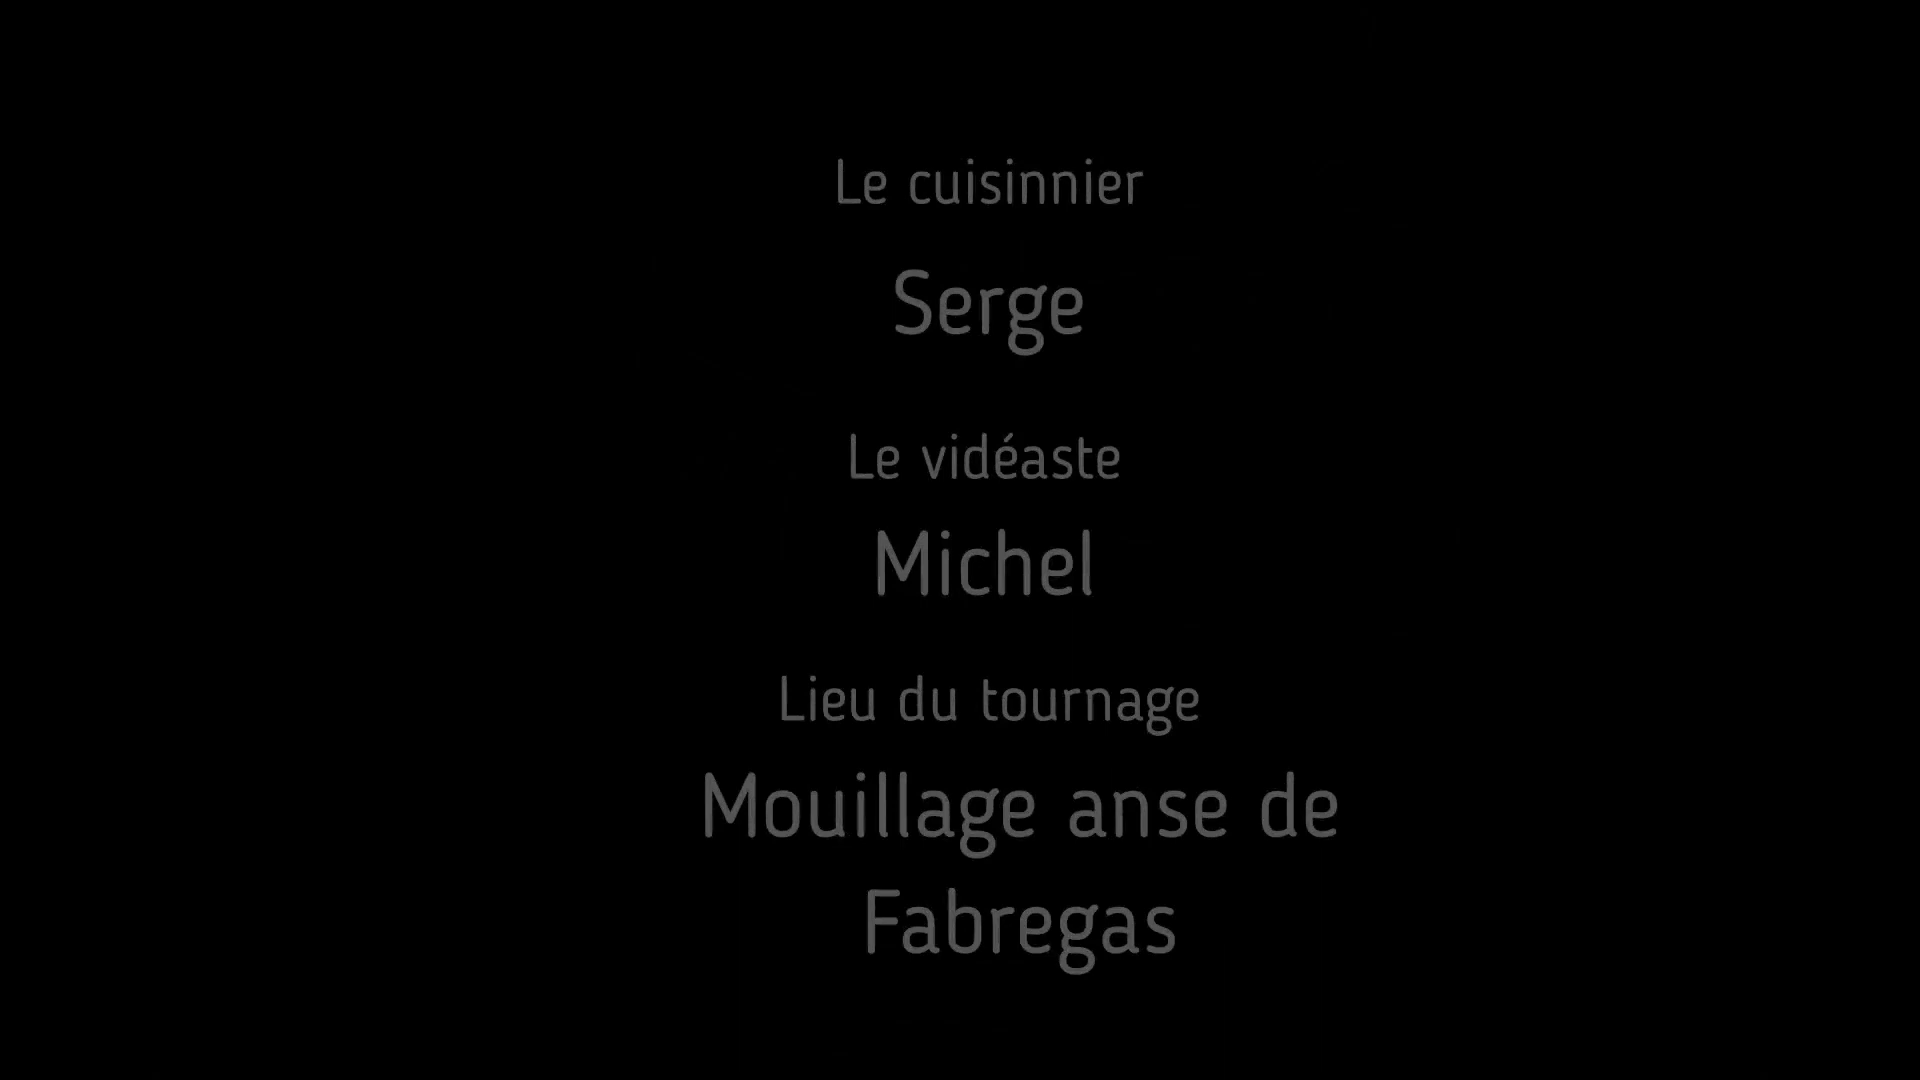 Le cuisinnier
Serge
Le vidéaste
Michel
Lieu du tournage
Mouillage anse de
Fabregas